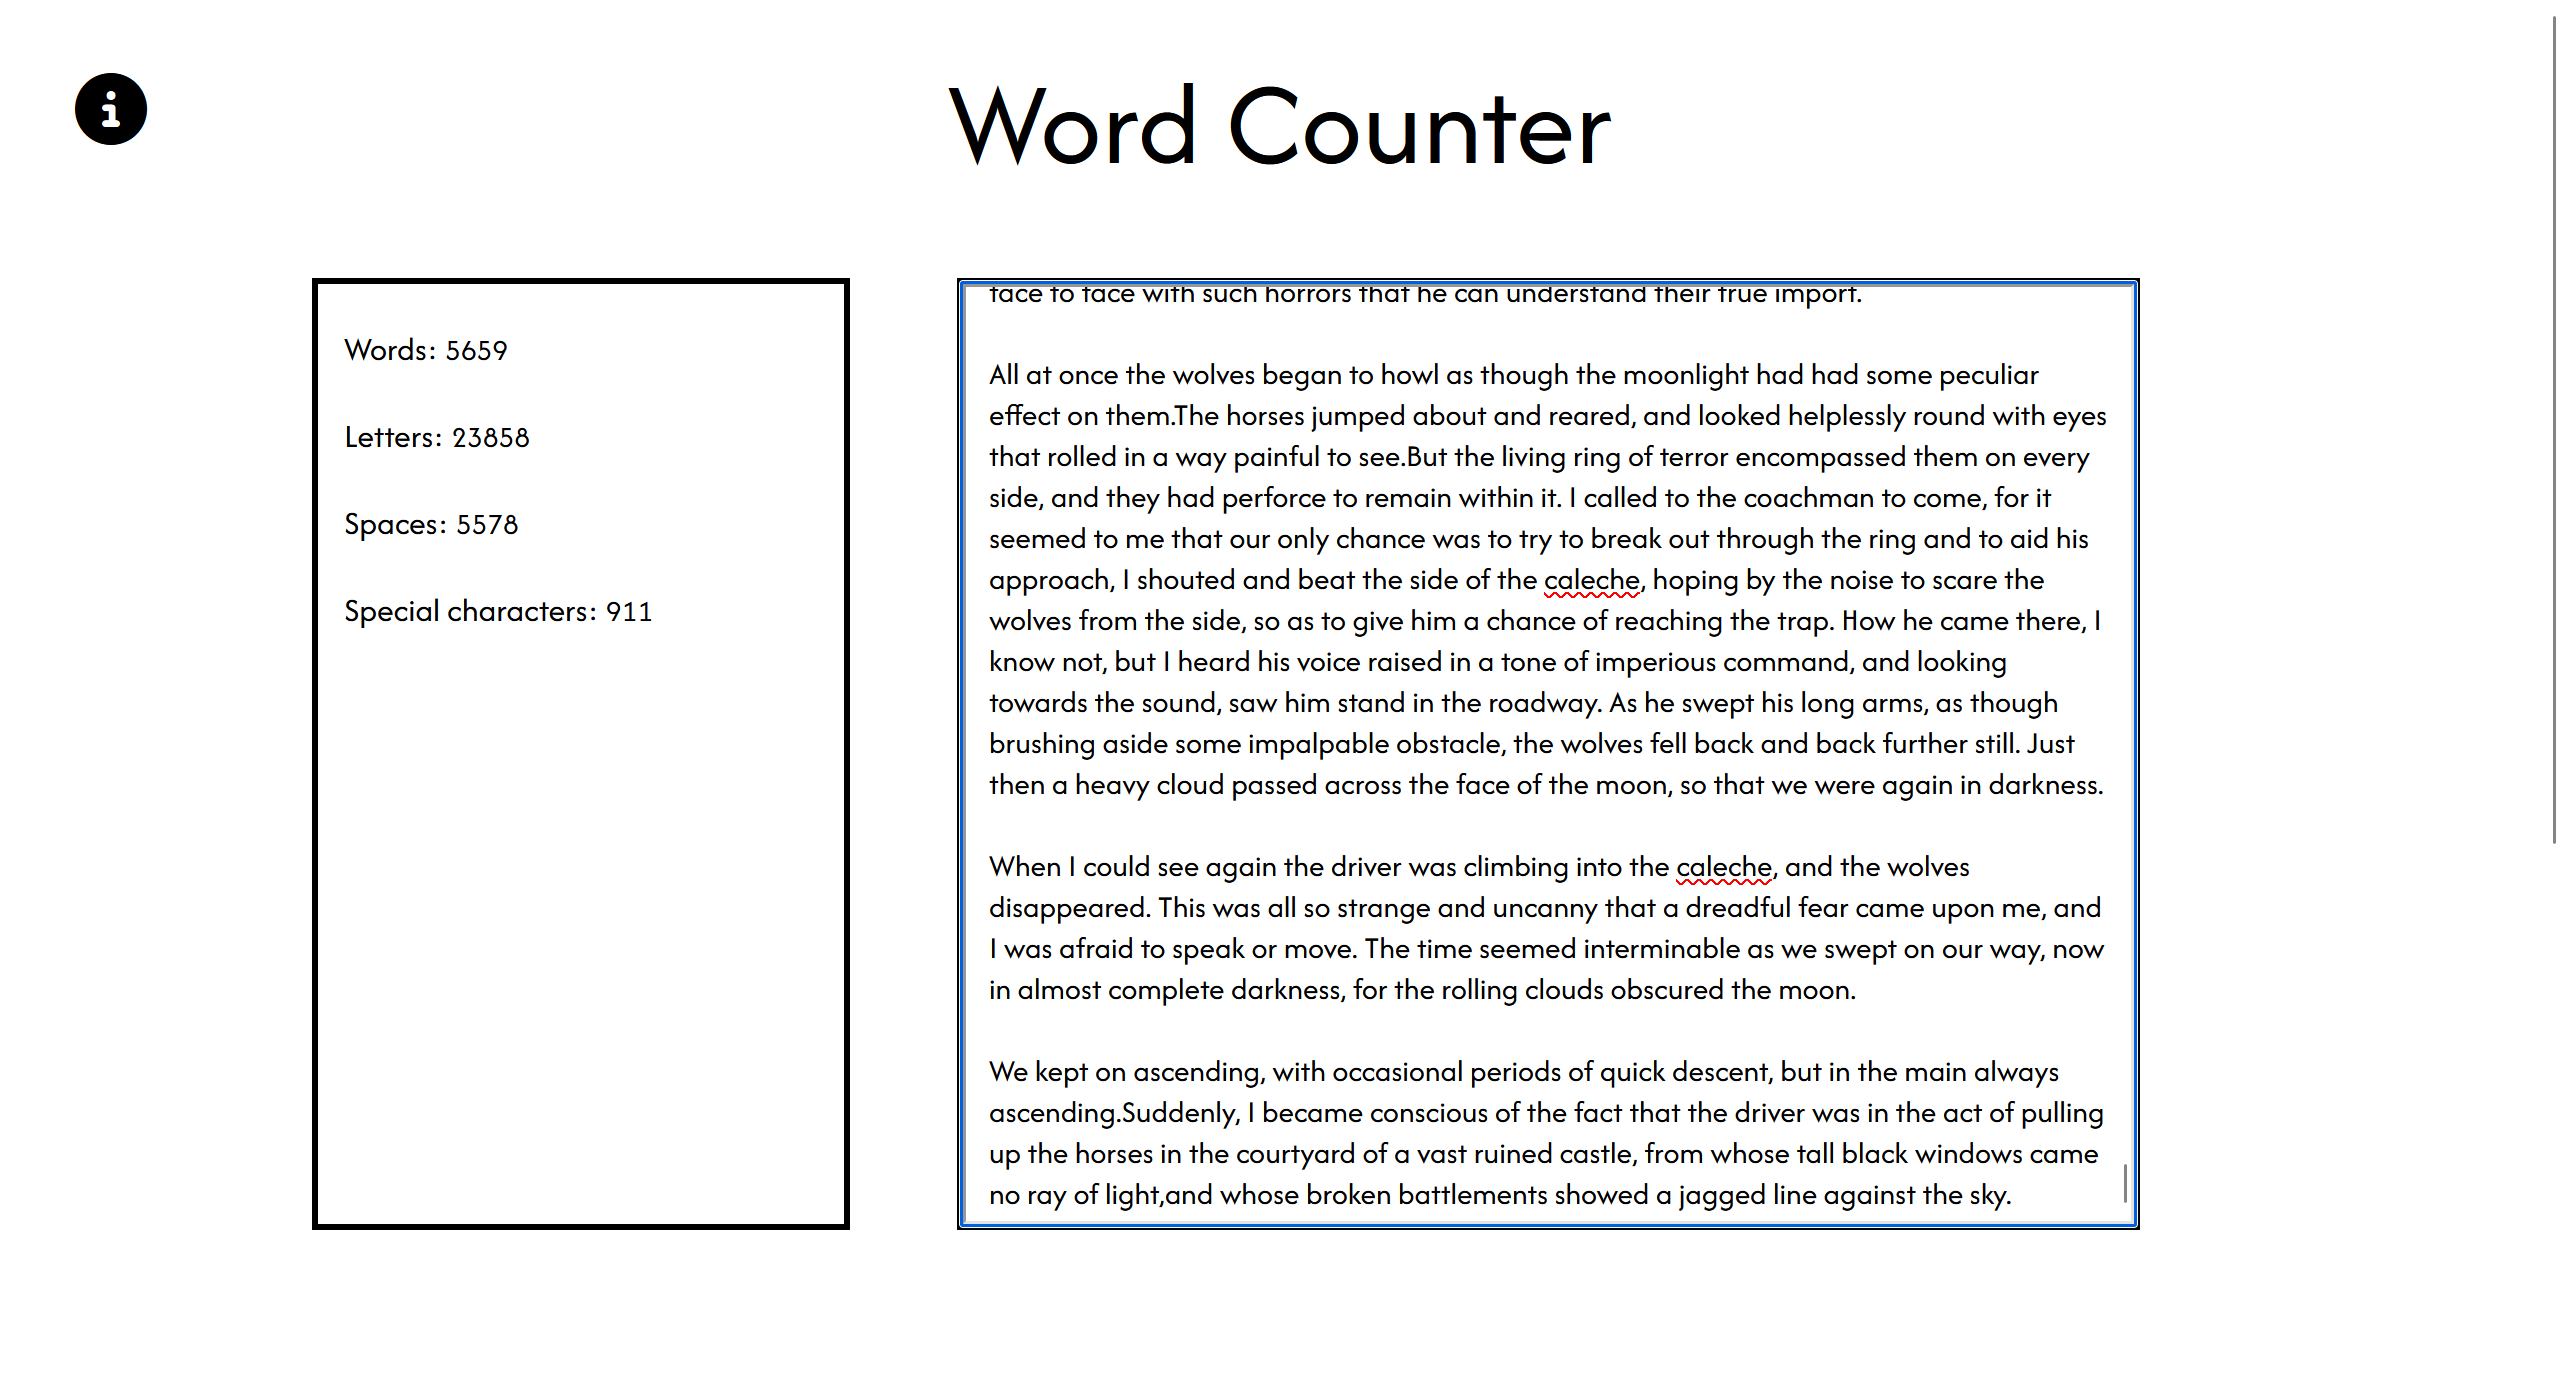 Word Counter
Words: 5659
Letters: 23858
Spaces: 5578
Special characters: 911
face to face with such horrors that he can understand their true import.
All at once the wolves began to howl as though the moonlight had had some peculiar
effect on them.The horses jumped about and reared, and looked helplessly round with eyes
that rolled in a way painful to see.But the living ring of terror encompassed them on every
side, and they had perforce to remain within it. I called to the coachman to come, for it
seemed to me that our only chance was to try to break out through the ring and to aid his
approach, I shouted and beat the side of the caleche, hoping by the noise to scare the
wolves from the side, so as to give him a chance of reaching the trap. How he came there, I
know not, but I heard his voice raised in a tone of imperious command, and looking
towards the sound, saw him stand in the roadway. As he swept his long arms, as though
brushing aside some impalpable obstacle, the wolves fell back and back further still. Just
then a heavy cloud passed across the face of the moon, so that we were again in darkness.
When I could see again the driver was climbing into the caleche, and the wolves
disappeared. This was all so strange and uncanny that a dreadful fear came upon me, and
I was afraid to speak or move. The time seemed interminable as we swept on our way, now
in almost complete darkness, for the rolling clouds obscured the moon.
We kept on ascending, with occasional periods of quick descent, but in the main always
ascending.Suddenly, I became conscious of the fact that the driver was in the act of pulling
up the horses in the courtyard of a vast ruined castle, from whose tall black windows came
no ray of light,and whose broken battlements showed a jagged line against the sky.